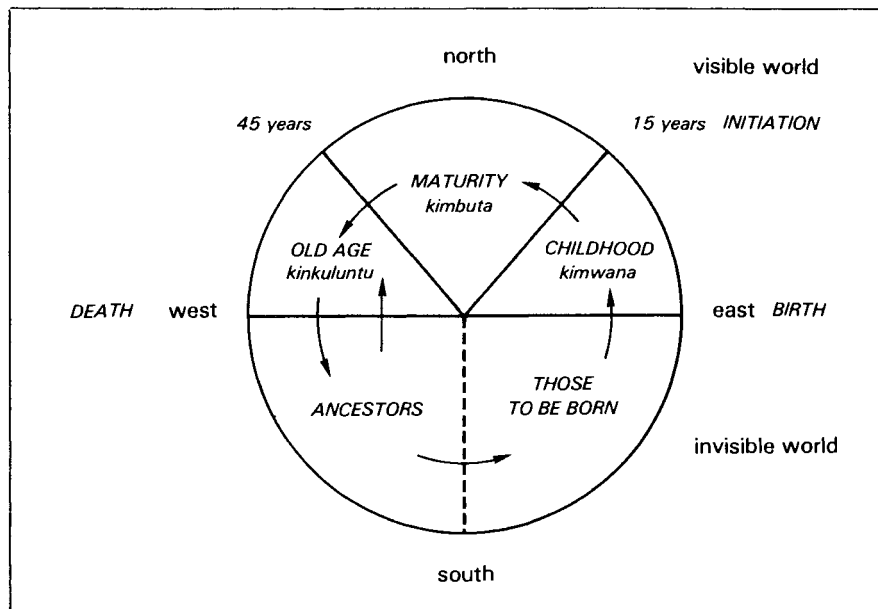 north
visible world
45 years
15 years INITIATION
MATURITY
kimbuta
OLD AGE
kinkuluntu
CHILDHOOD
kimwana
DEATH west
east BIRTH
ANCESTORS
THOSE
TO BE BORN
invisible world
south